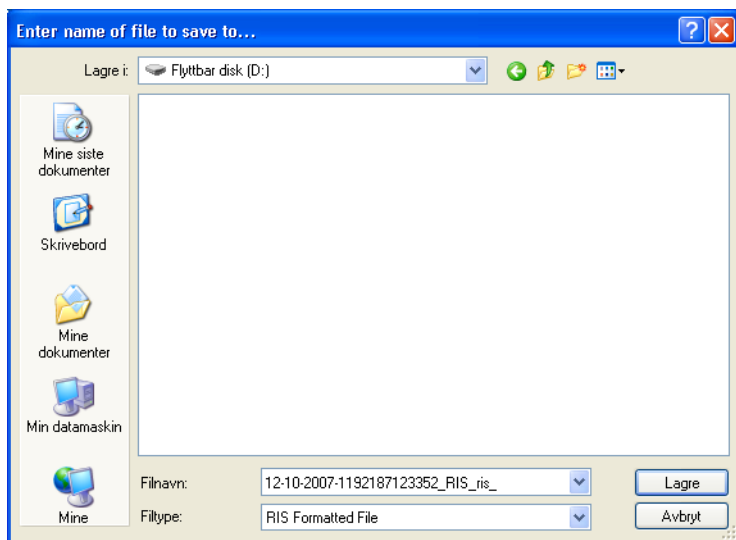 Enter name of file to save to...
Lagre i:
Flyttbar disk (D:)
Mine siste
dokumenter
Skrivebord
Mine
dokumenter
Min datamaskin
Mine
Filnavn:
12-10-2007-1192187123352_RIS_ris_
Lagre
Filtype:
RIS Formatted File
Avbryt